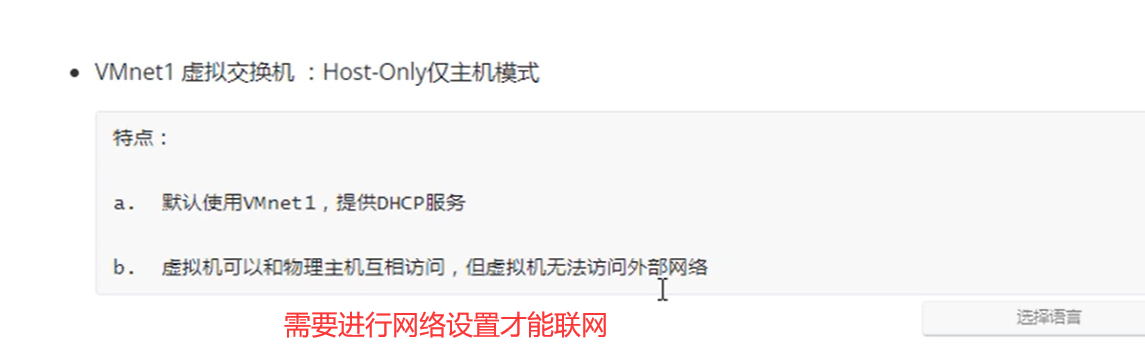 • VMnet1 虚拟交换机 ：Host-Only仅主机模式
特点：
a. 默认使用VMnet1，提供DHCP服务
b. 虚拟机可以和物理主机互相访问，但虚拟机无法访问外部网络
需要进行网络设置才能联网
选择语言